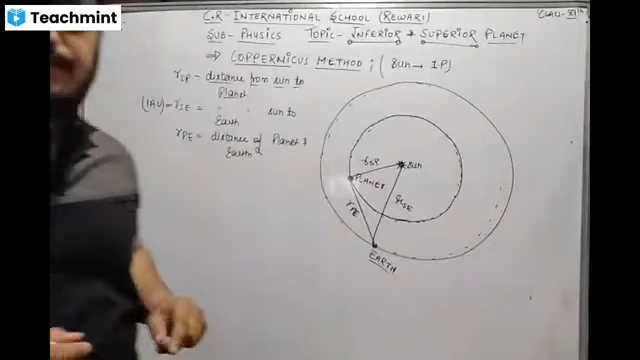 Teachmint
C.R- INTERNATIONAL SCHOOL (REWARI)
CLASS-XIth
SUB- PHYSICS TOPIC- INFERIOR & SUPERIOR PLANET
⇒ COPPERNICUS METHOD ; ( SUN → IP)
rSP - distance from sun to
Planet
(1AU) = rSE = " " sun to
Earth
rPE = distance of Planet &
Earth
rSP
SUN
PLANET
rSE
rPE
EARTH